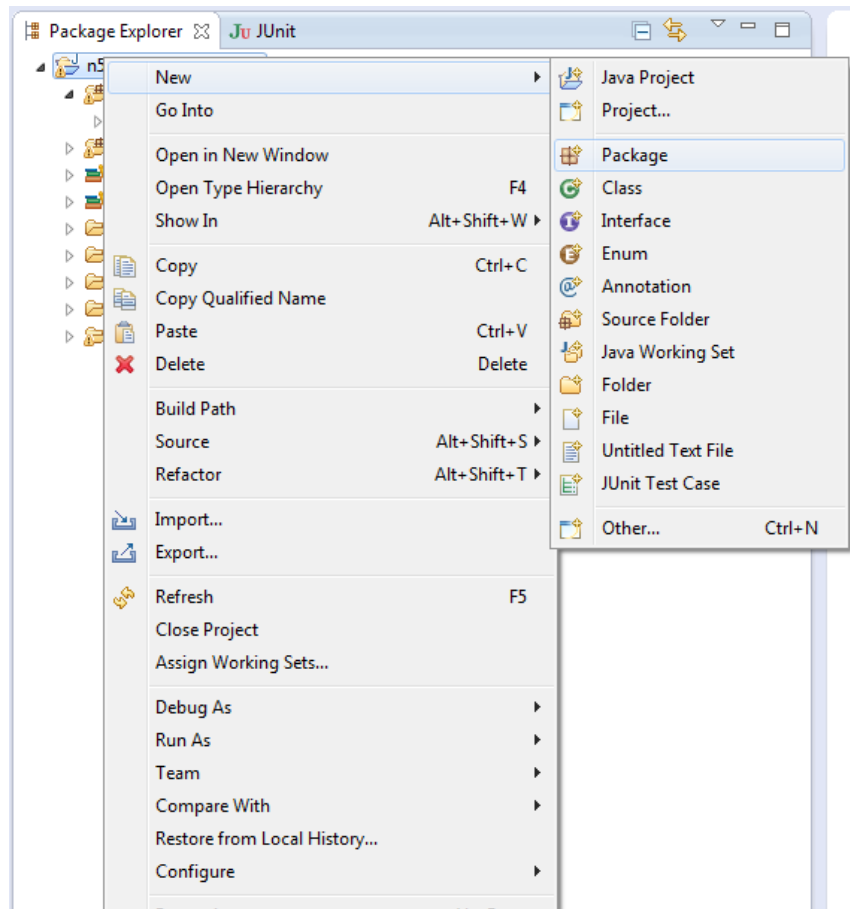 Package Explorer JUnit
n5
New
Go Into
Open in New Window
Open Type Hierarchy F4
Show In Alt+Shift+W
Copy Ctrl+C
Copy Qualified Name
Paste Ctrl+V
Delete Delete
Build Path
Source Alt+Shift+S
Refactor Alt+Shift+T
Import...
Export...
Refresh F5
Close Project
Assign Working Sets...
Debug As
Run As
Team
Compare With
Restore from Local History...
Configure
Java Project
Project...
Package
Class
Interface
Enum
Annotation
Source Folder
Java Working Set
Folder
File
Untitled Text File
JUnit Test Case
Other... Ctrl+N